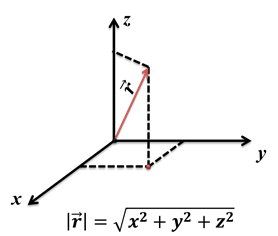 z
r⃗
y
x
|r⃗| = √x² + y² + z²